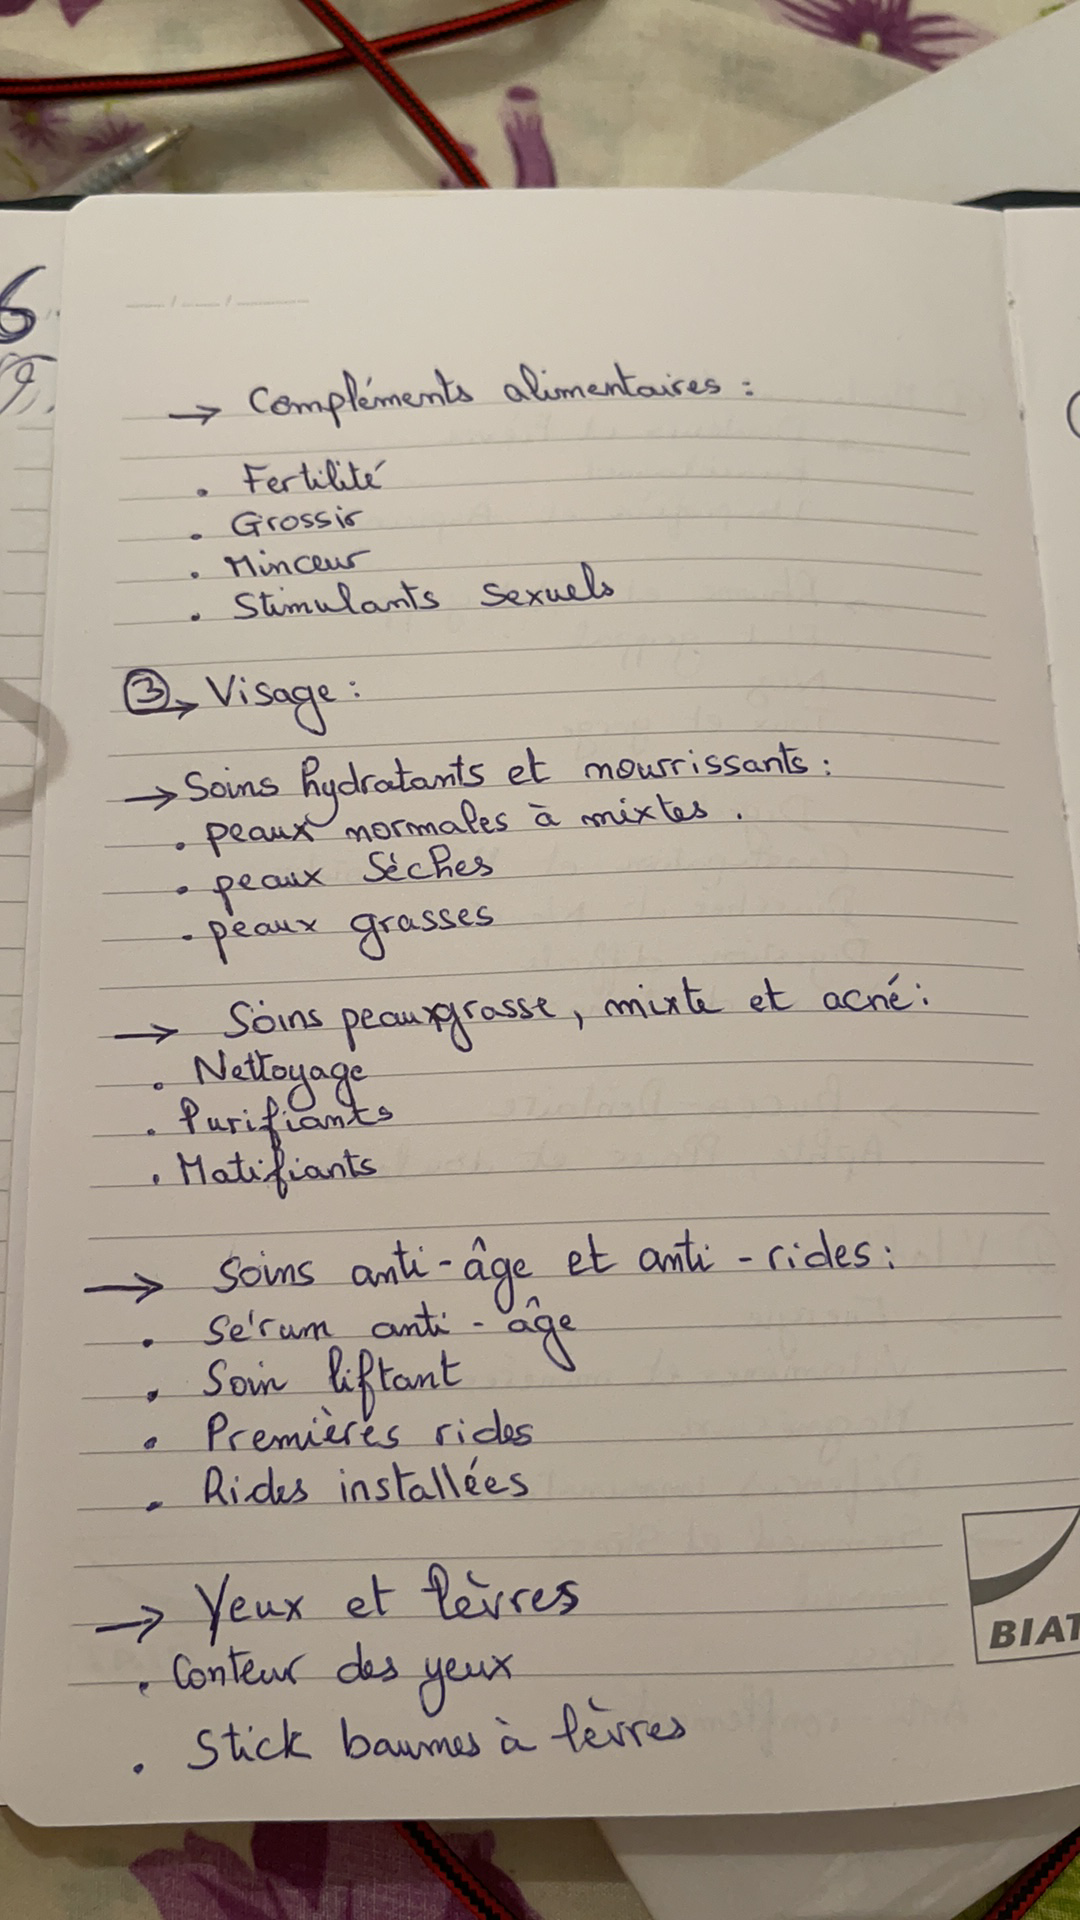 → Compléments alimentaires :
. Fertilité
. Grossir
. Minceur
. Stimulants sexuels
③→ Visage :
→ Soins hydratants et nourrissants :
. peaux normales à mixtes .
. peaux Séches
. peaux grasses
→ Soins peaux grasse, mixte et acné :
. Nettoyage
. Purifiants
. Matifiants
→ Soins anti-âge et anti-rides :
. Sérum anti-âge
. Soin liftant
. Premières rides
. Rides installées
→ Yeux et lèvres
. Conteur des yeux
. Stick baumes à lèvres
BIAT